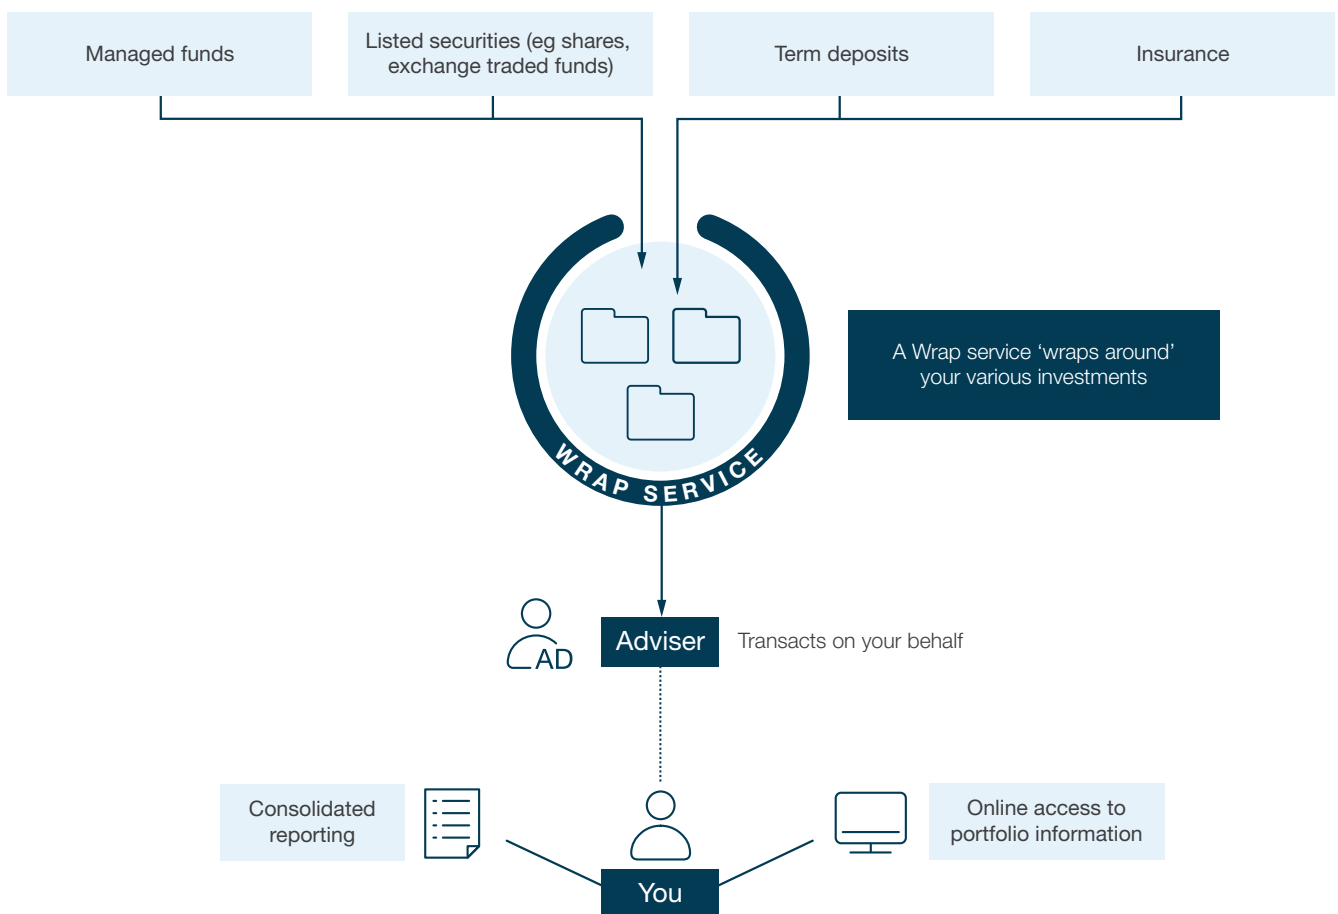 Managed funds
Listed securities (eg shares,
exchange traded funds)
Term deposits
Insurance
A Wrap service ‘wraps around’
your various investments
WRAP SERVICE
AD
Adviser
Transacts on your behalf
Consolidated
reporting
Online access to
portfolio information
You